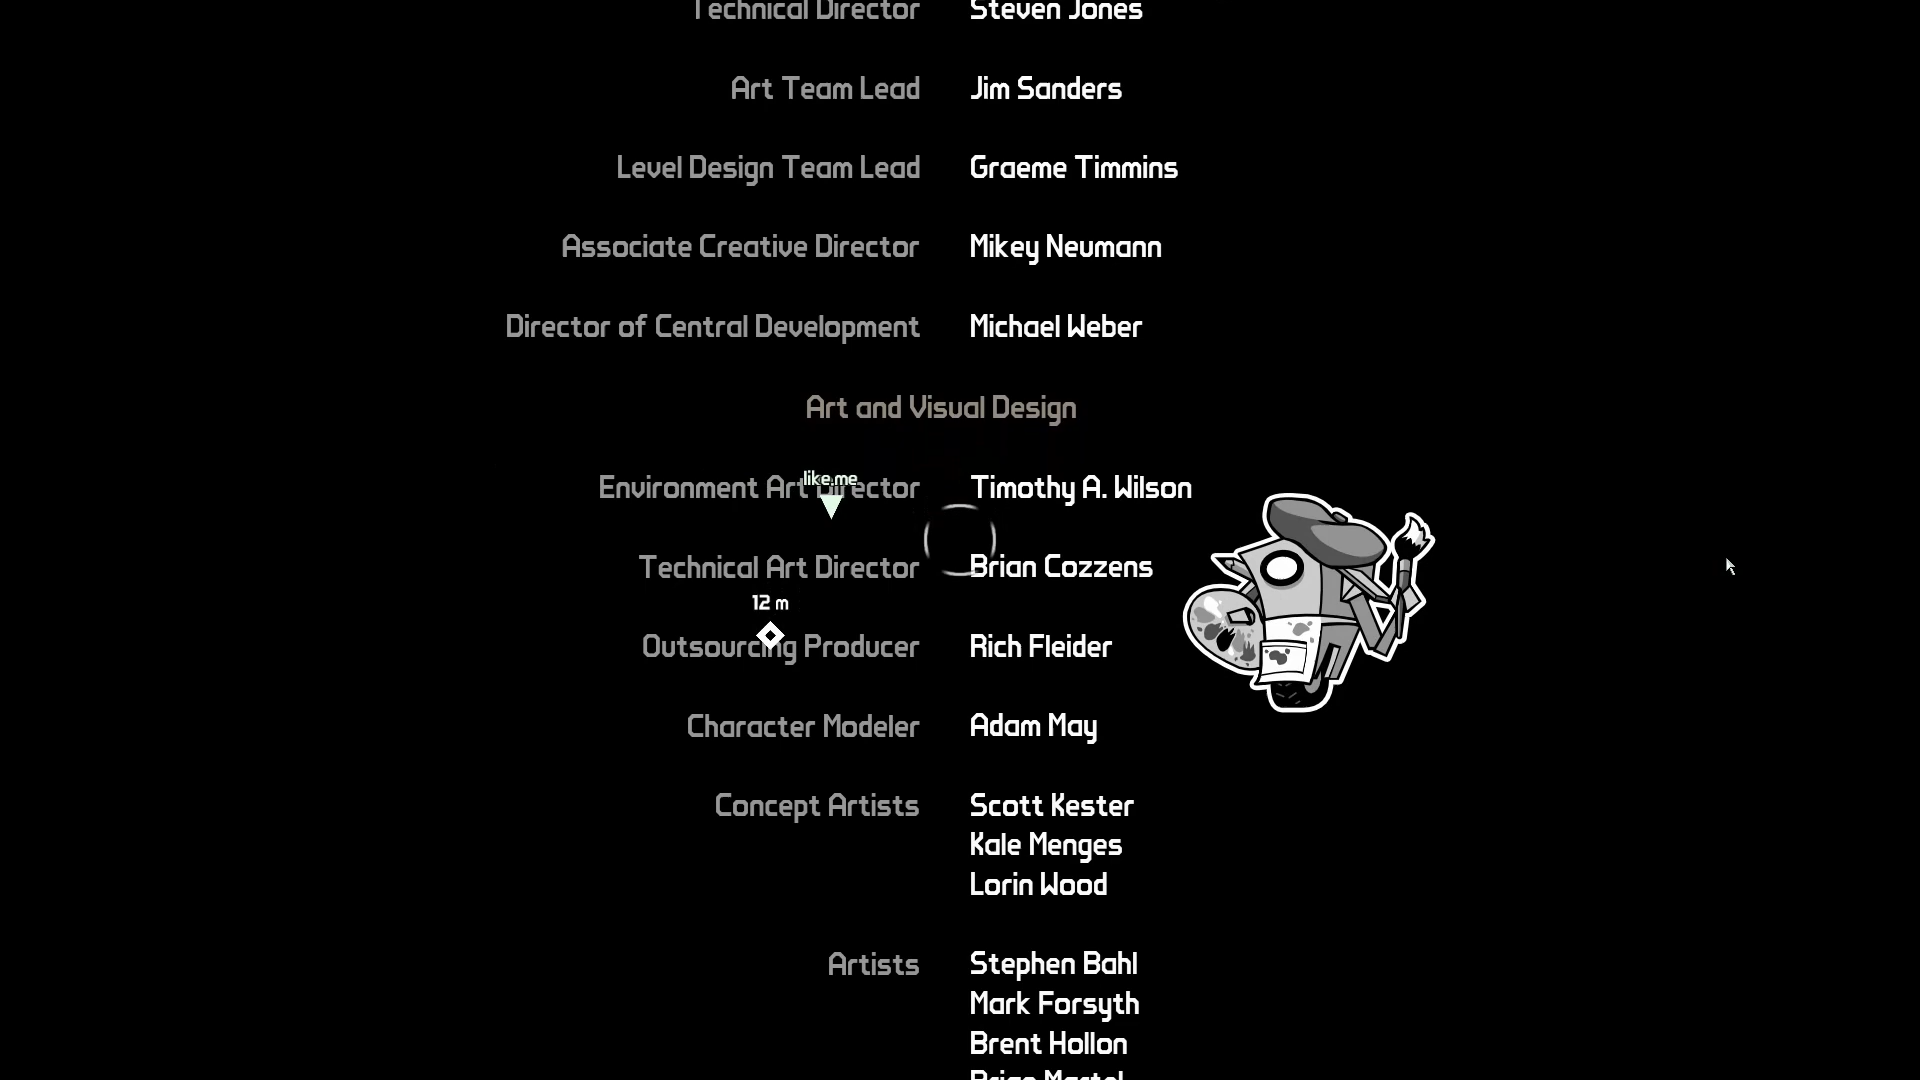 Technical Director Steven Jones
Art Team Lead Jim Sanders
Level Design Team Lead Graeme Timmins
Associate Creative Director Mikey Neumann
Director of Central Development Michael Weber
Art and Visual Design
like.me
Environment Art Director Timothy A. Wilson
Technical Art Director Brian Cozzens
12 m
Outsourcing Producer Rich Fleider
Character Modeler Adam May
Concept Artists Scott Kester
Kale Menges
Lorin Wood
Artists Stephen Bahl
Mark Forsyth
Brent Hollon